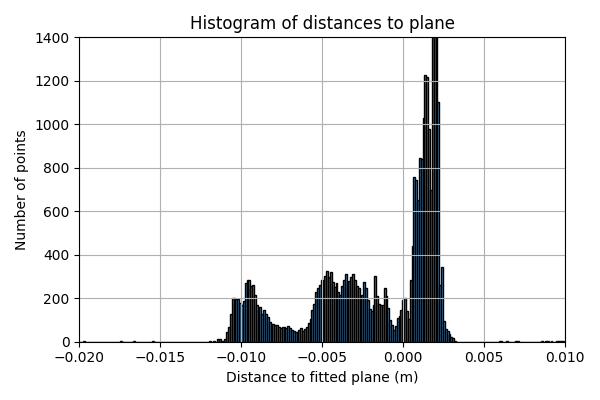 Histogram of distances to plane
1400
1200
1000
800
600
400
200
0
Number of points
−0.020 −0.015 −0.010 −0.005 0.000 0.005 0.010
Distance to fitted plane (m)